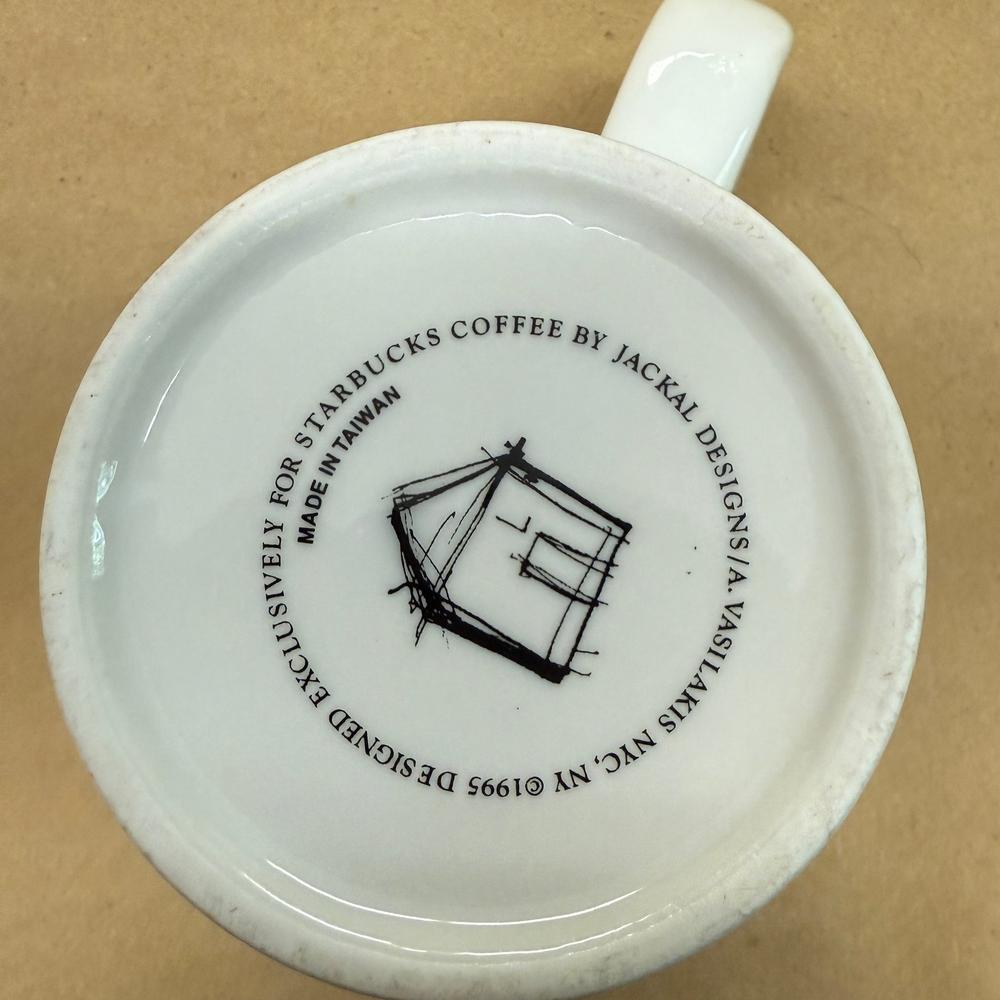 ©1995 DESIGNED EXCLUSIVELY FOR STARBUCKS COFFEE BY JACKAL DESIGNS/A. VASILAKIS NYC, NY
MADE IN TAIWAN